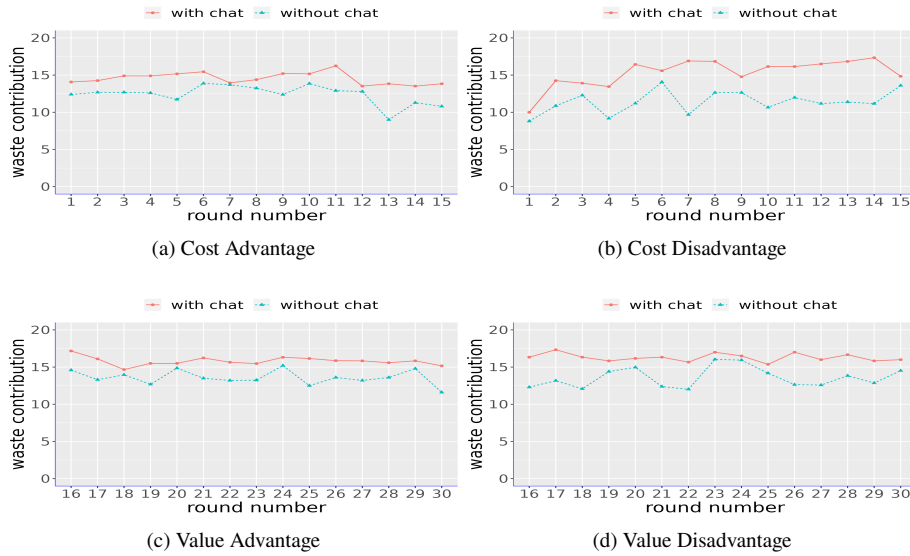 with chat without chat with chat without chat
20 20
15 15
10 10
5 5
0 0
waste contribution waste contribution
1 2 3 4 5 6 7 8 9 10 11 12 13 14 15 1 2 3 4 5 6 7 8 9 10 11 12 13 14 15
round number round number
(a) Cost Advantage (b) Cost Disadvantage
with chat without chat with chat without chat
20 20
15 15
10 10
5 5
0 0
waste contribution waste contribution
16 17 18 19 20 21 22 23 24 25 26 27 28 29 30 16 17 18 19 20 21 22 23 24 25 26 27 28 29 30
round number round number
(c) Value Advantage (d) Value Disadvantage